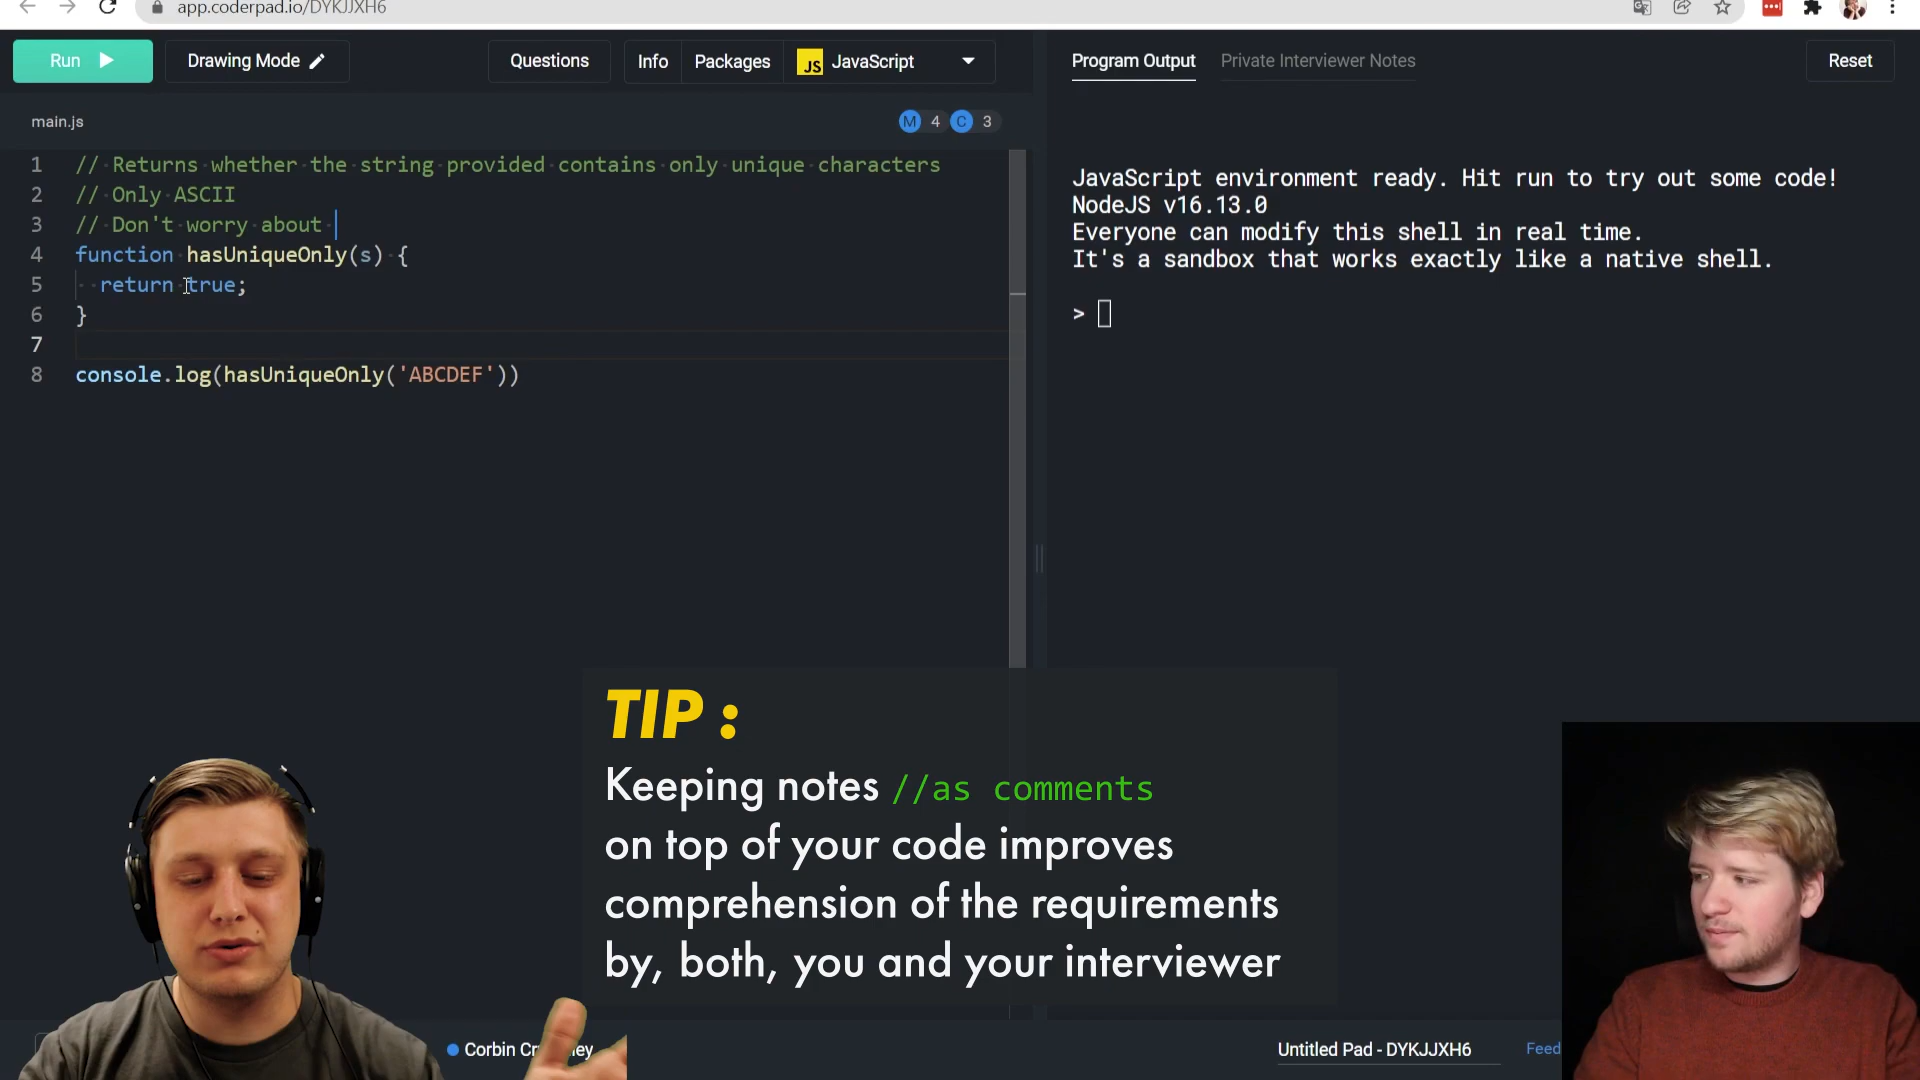 app.coderpad.io/DYKJJXH6
Run
Drawing Mode
Questions
Info
Packages
JS
JavaScript
Program Output
Private Interviewer Notes
Reset
main.js
M 4 C 3
1 // Returns whether the string provided contains only unique characters
2 // Only ASCII
3 // Don't worry about
4 function hasUniqueOnly(s) {
5 return true;
6 }
7
8 console.log(hasUniqueOnly('ABCDEF'))
JavaScript environment ready. Hit run to try out some code!
NodeJS v16.13.0
Everyone can modify this shell in real time.
It's a sandbox that works exactly like a native shell.
>
TIP :
Keeping notes //as comments
on top of your code improves
comprehension of the requirements
by, both, you and your interviewer
Corbin
Untitled Pad - DYKJJXH6
Feed